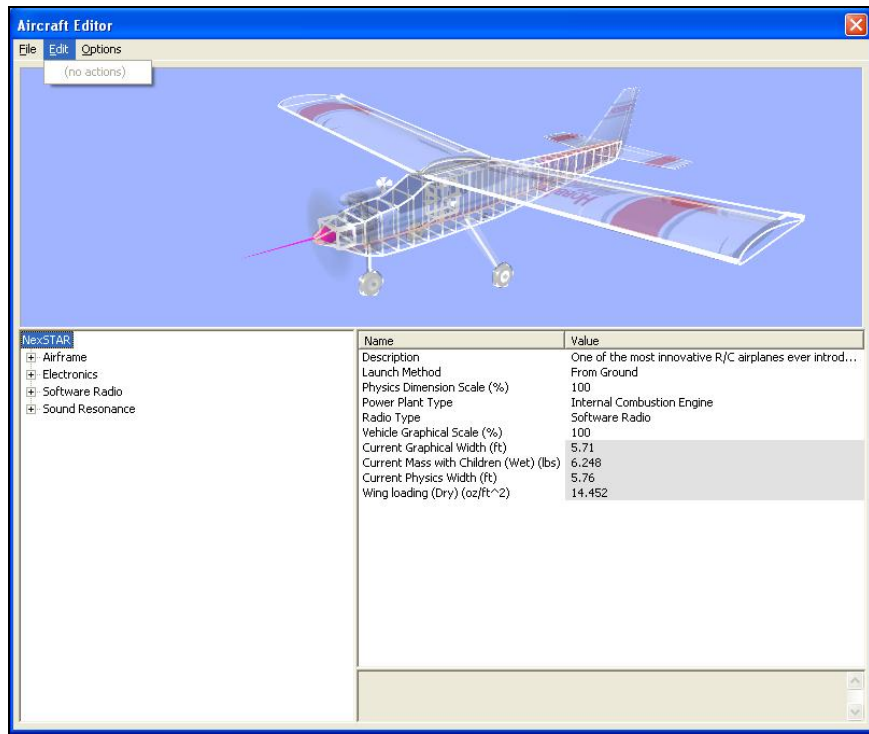 Aircraft Editor
File Edit Options
(no actions)
NexSTAR
Airframe
Electronics
Software Radio
Sound Resonance
Name Value
Description One of the most innovative R/C airplanes ever introd...
Launch Method From Ground
Physics Dimension Scale (%) 100
Power Plant Type Internal Combustion Engine
Radio Type Software Radio
Vehicle Graphical Scale (%) 100
Current Graphical Width (ft) 5.71
Current Mass with Children (Wet) (lbs) 6.248
Current Physics Width (ft) 5.76
Wing loading (Dry) (oz/ft^2) 14.452